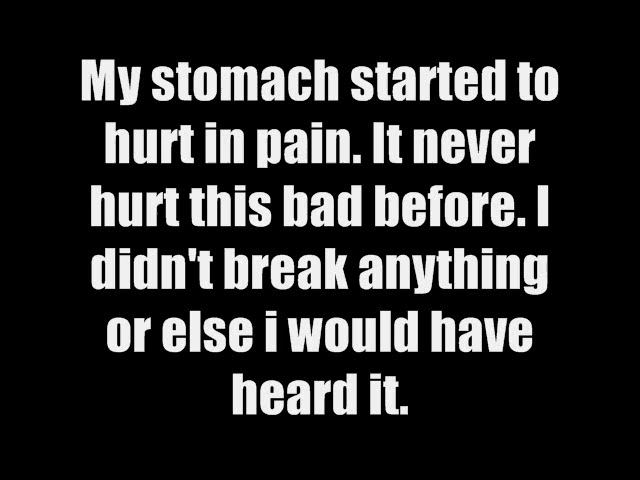 My stomach started to
hurt in pain. It never
hurt this bad before. I
didn't break anything
or else i would have
heard it.